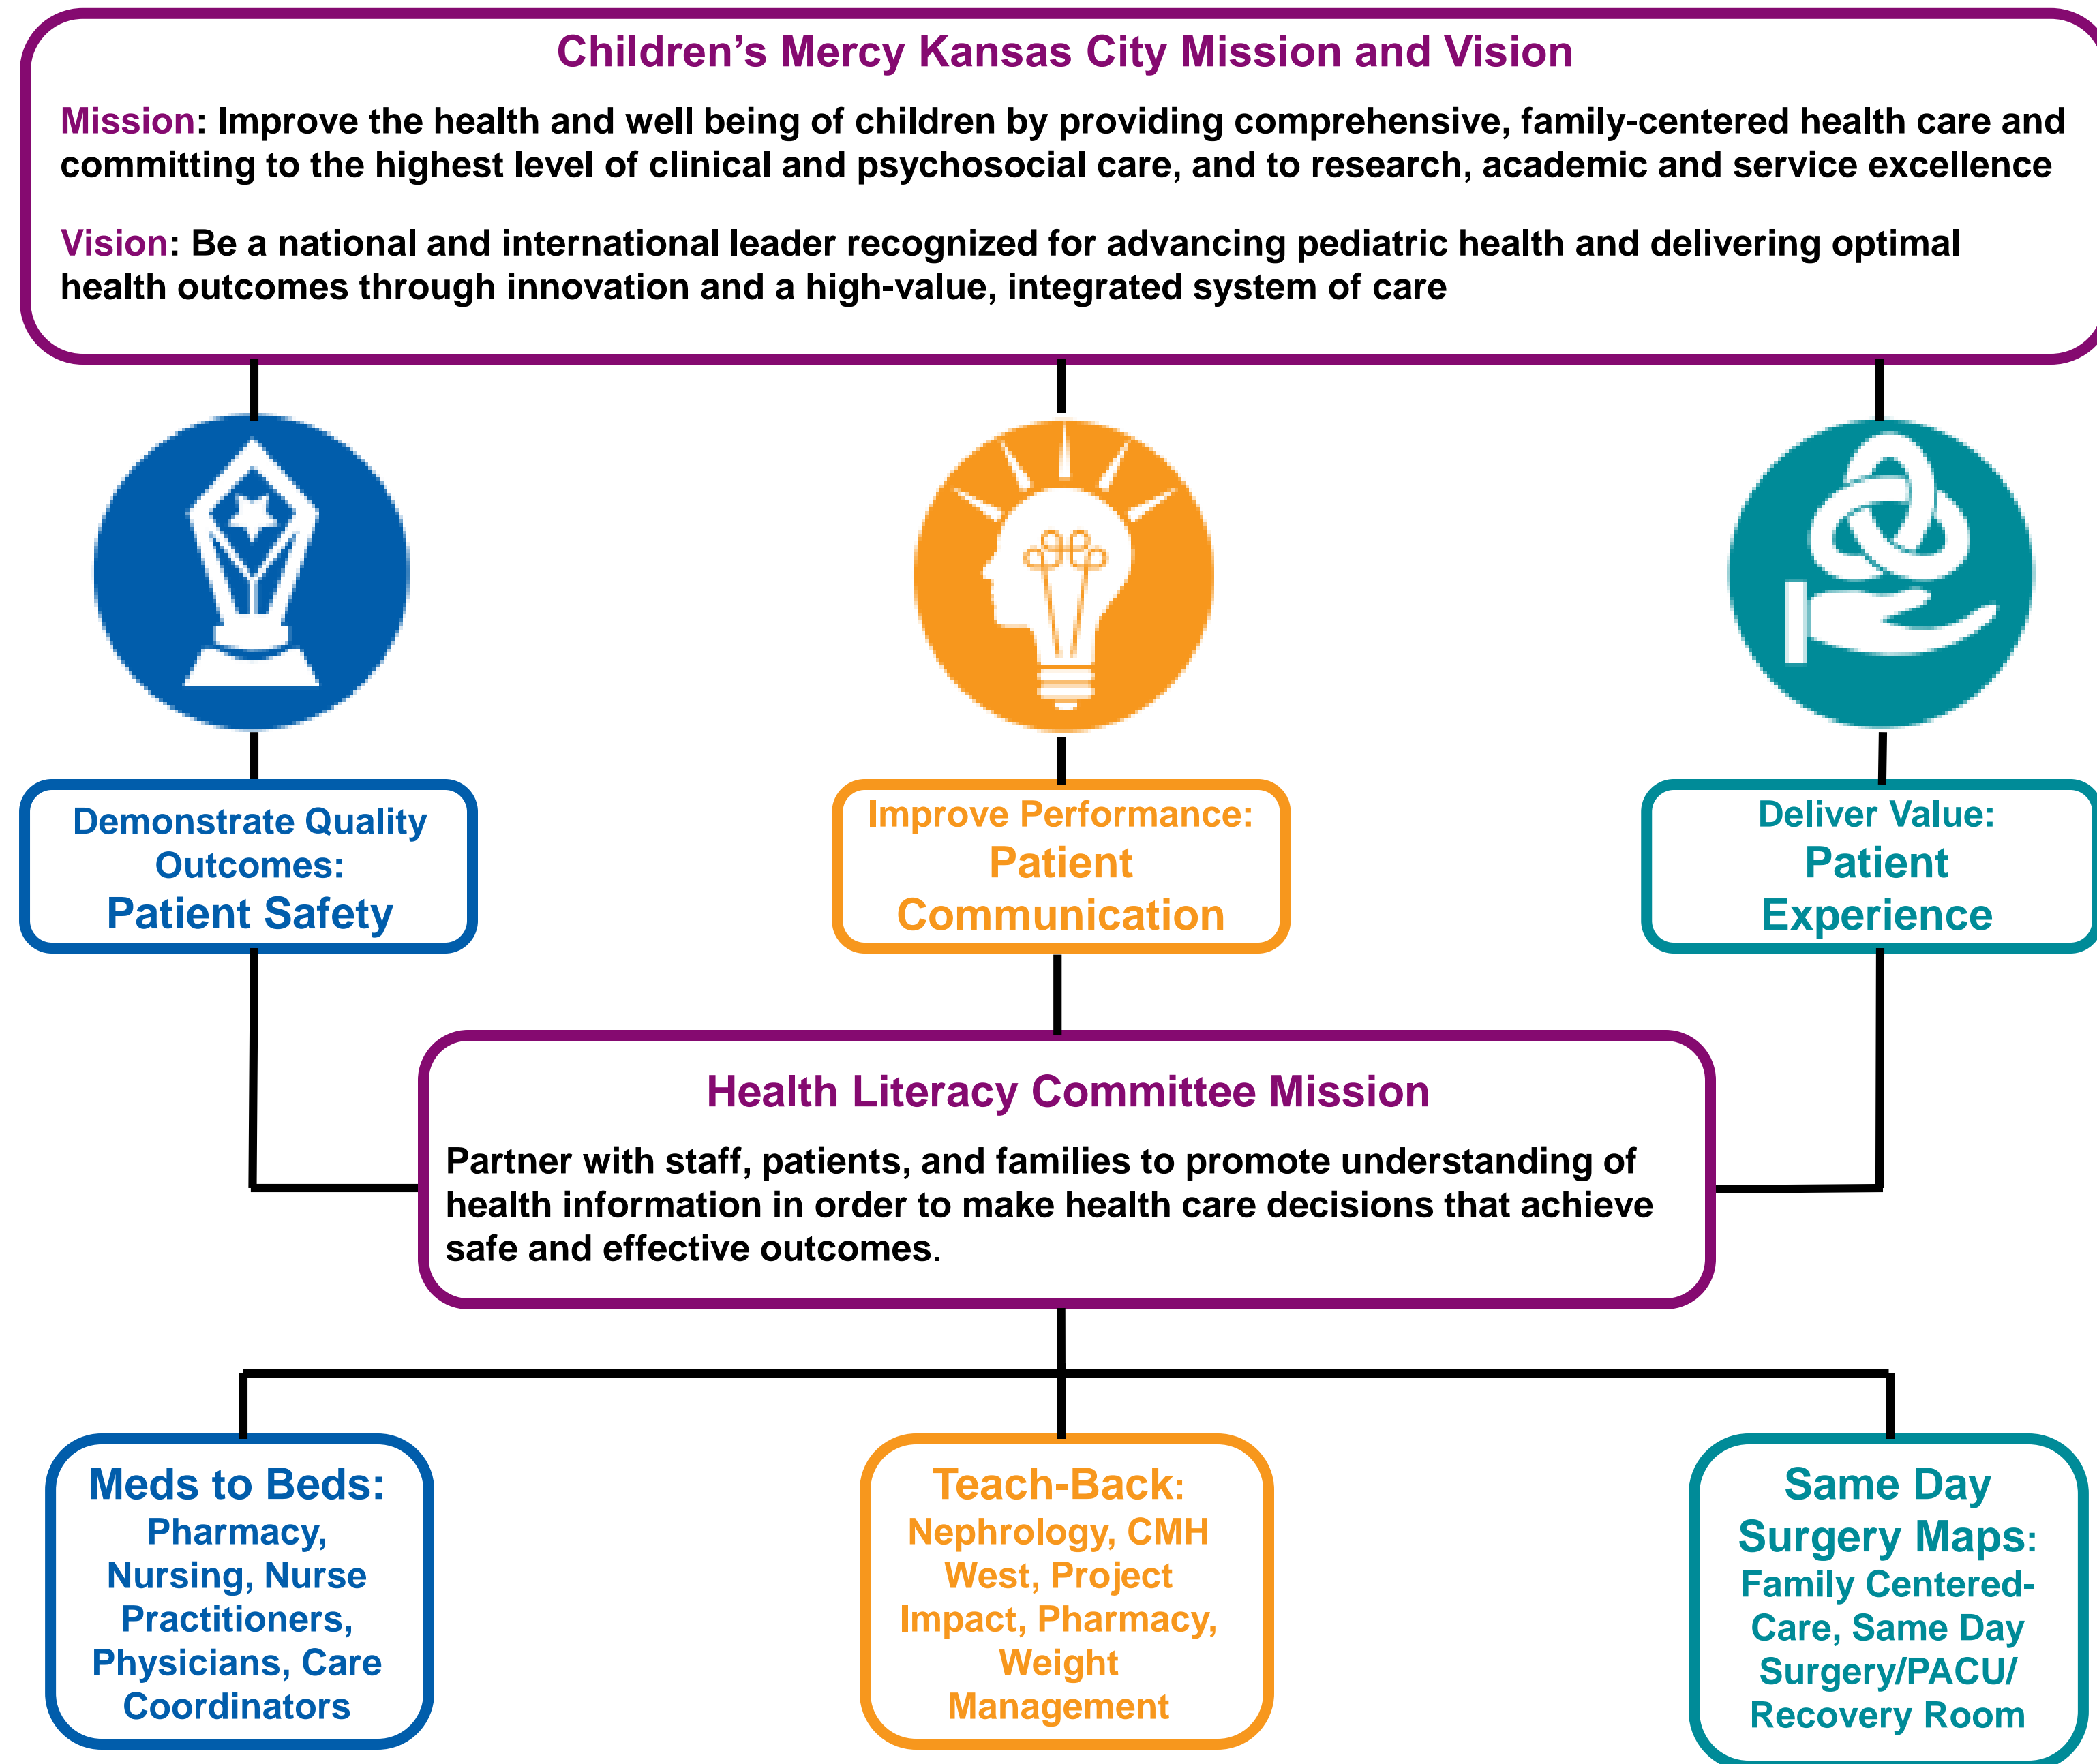 Children’s Mercy Kansas City Mission and Vision
Mission: Improve the health and well being of children by providing comprehensive, family-centered health care and
committing to the highest level of clinical and psychosocial care, and to research, academic and service excellence
Vision: Be a national and international leader recognized for advancing pediatric health and delivering optimal
health outcomes through innovation and a high-value, integrated system of care
Demonstrate Quality
Outcomes:
Patient Safety
Improve Performance:
Patient
Communication
Deliver Value:
Patient
Experience
Health Literacy Committee Mission
Partner with staff, patients, and families to promote understanding of
health information in order to make health care decisions that achieve
safe and effective outcomes.
Meds to Beds:
Pharmacy,
Nursing, Nurse
Practitioners,
Physicians, Care
Coordinators
Teach-Back:
Nephrology, CMH
West, Project
Impact, Pharmacy,
Weight
Management
Same Day
Surgery Maps:
Family Centered-
Care, Same Day
Surgery/PACU/
Recovery Room